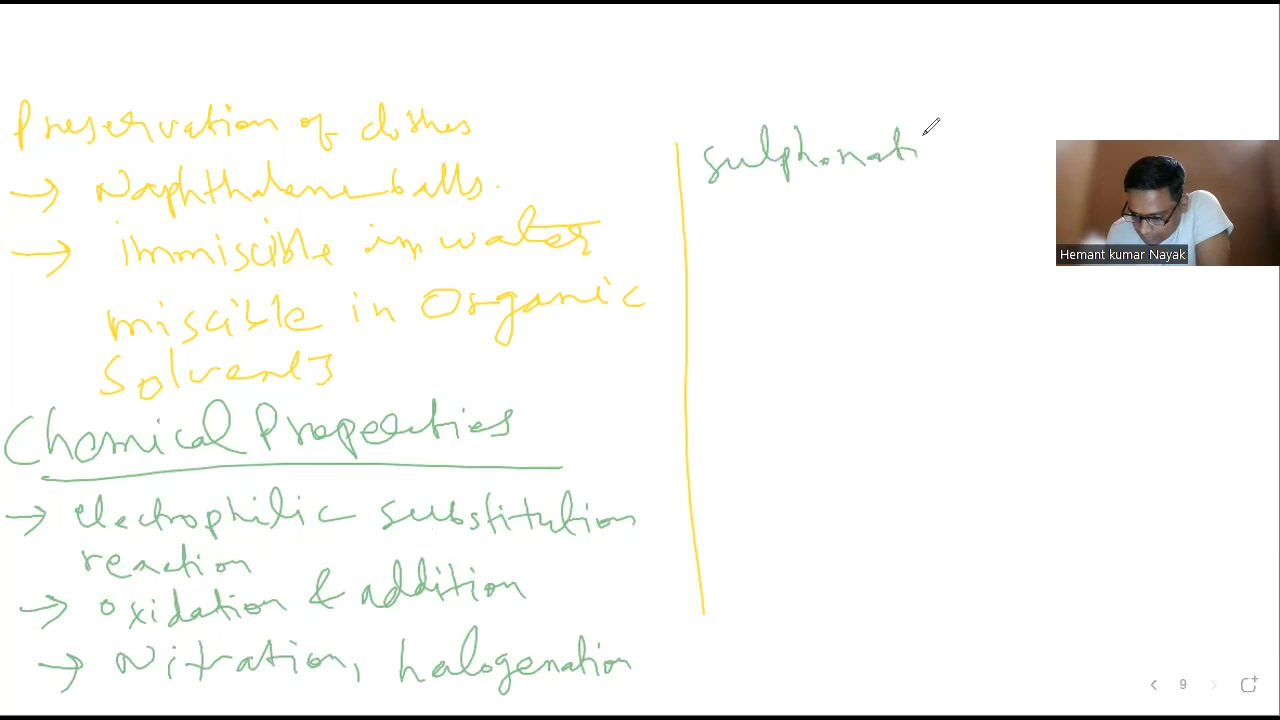 Preservation of clothes
→ Naphthalene balls.
→ immiscible in water
miscible in Organic
Solvents
Chemical Properties
→ electrophilic substitution
reaction
→ oxidation & addition
→ Nitration, halogenation
sulphonati
Hemant kumar Nayak
9